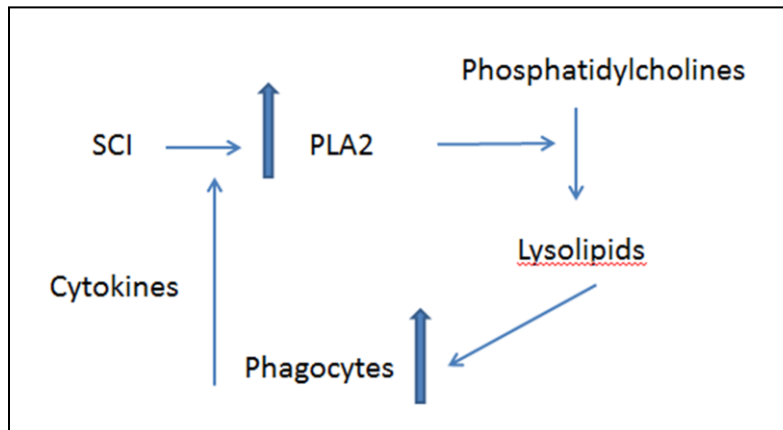 Phosphatidylcholines
SCI
PLA2
Lysolipids
Cytokines
Phagocytes